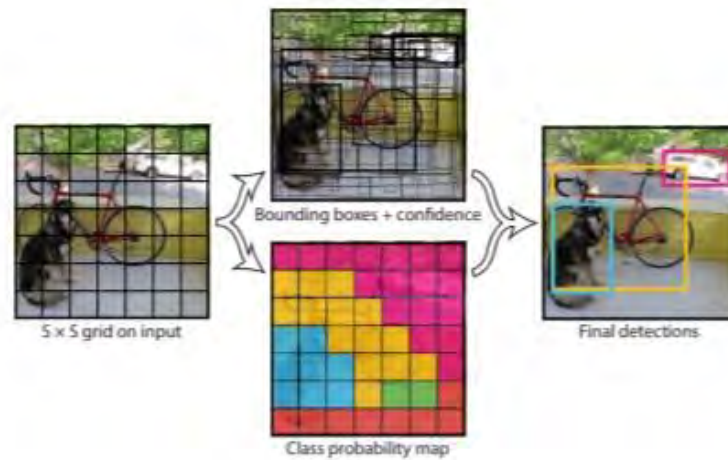 Bounding boxes + confidence
S × S grid on input
Final detections
Class probability map